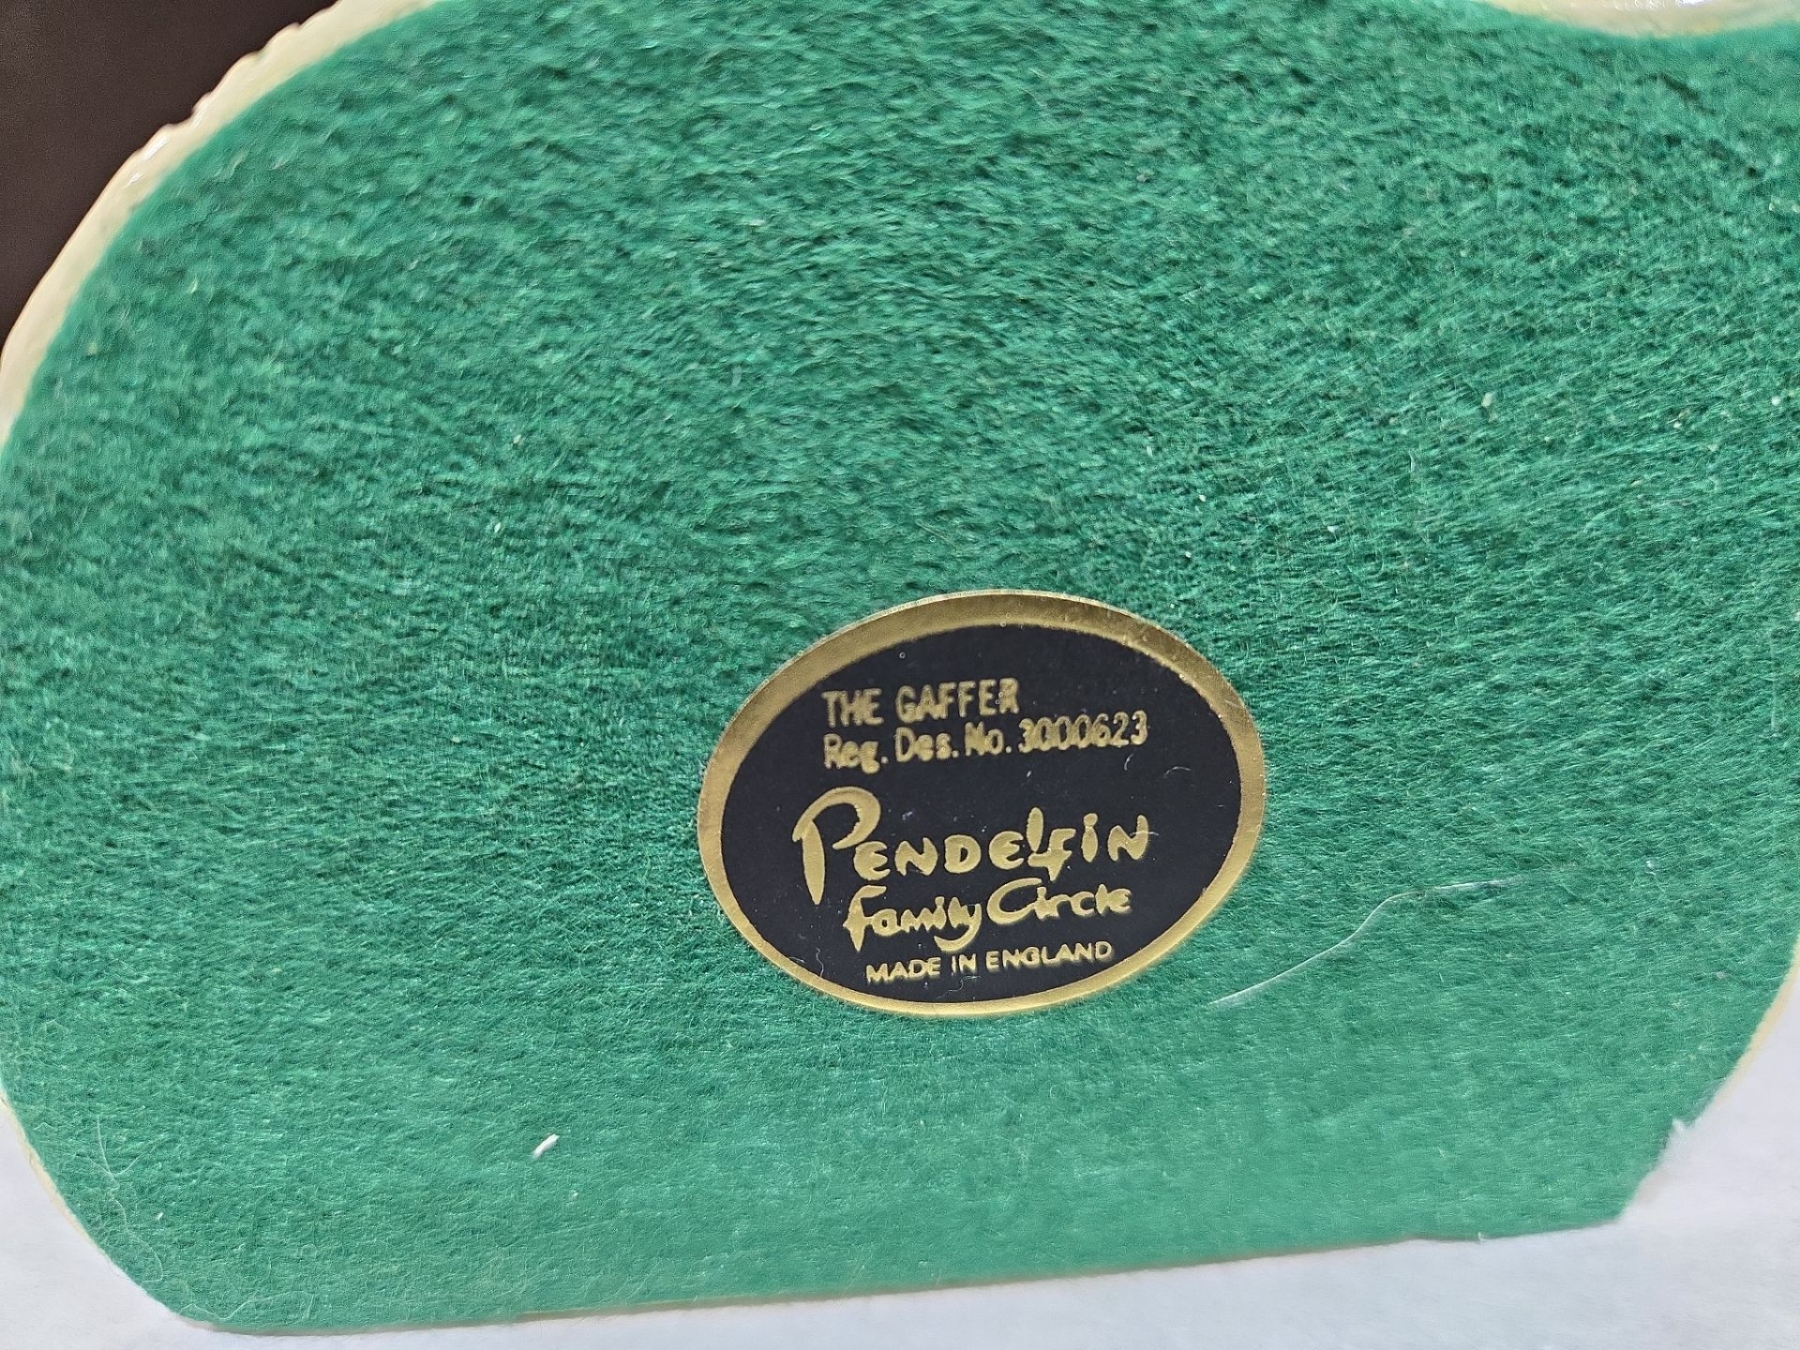 THE GAFFER
Reg. Des. No. 3000623
PENDELFIN
Family Circle
MADE IN ENGLAND